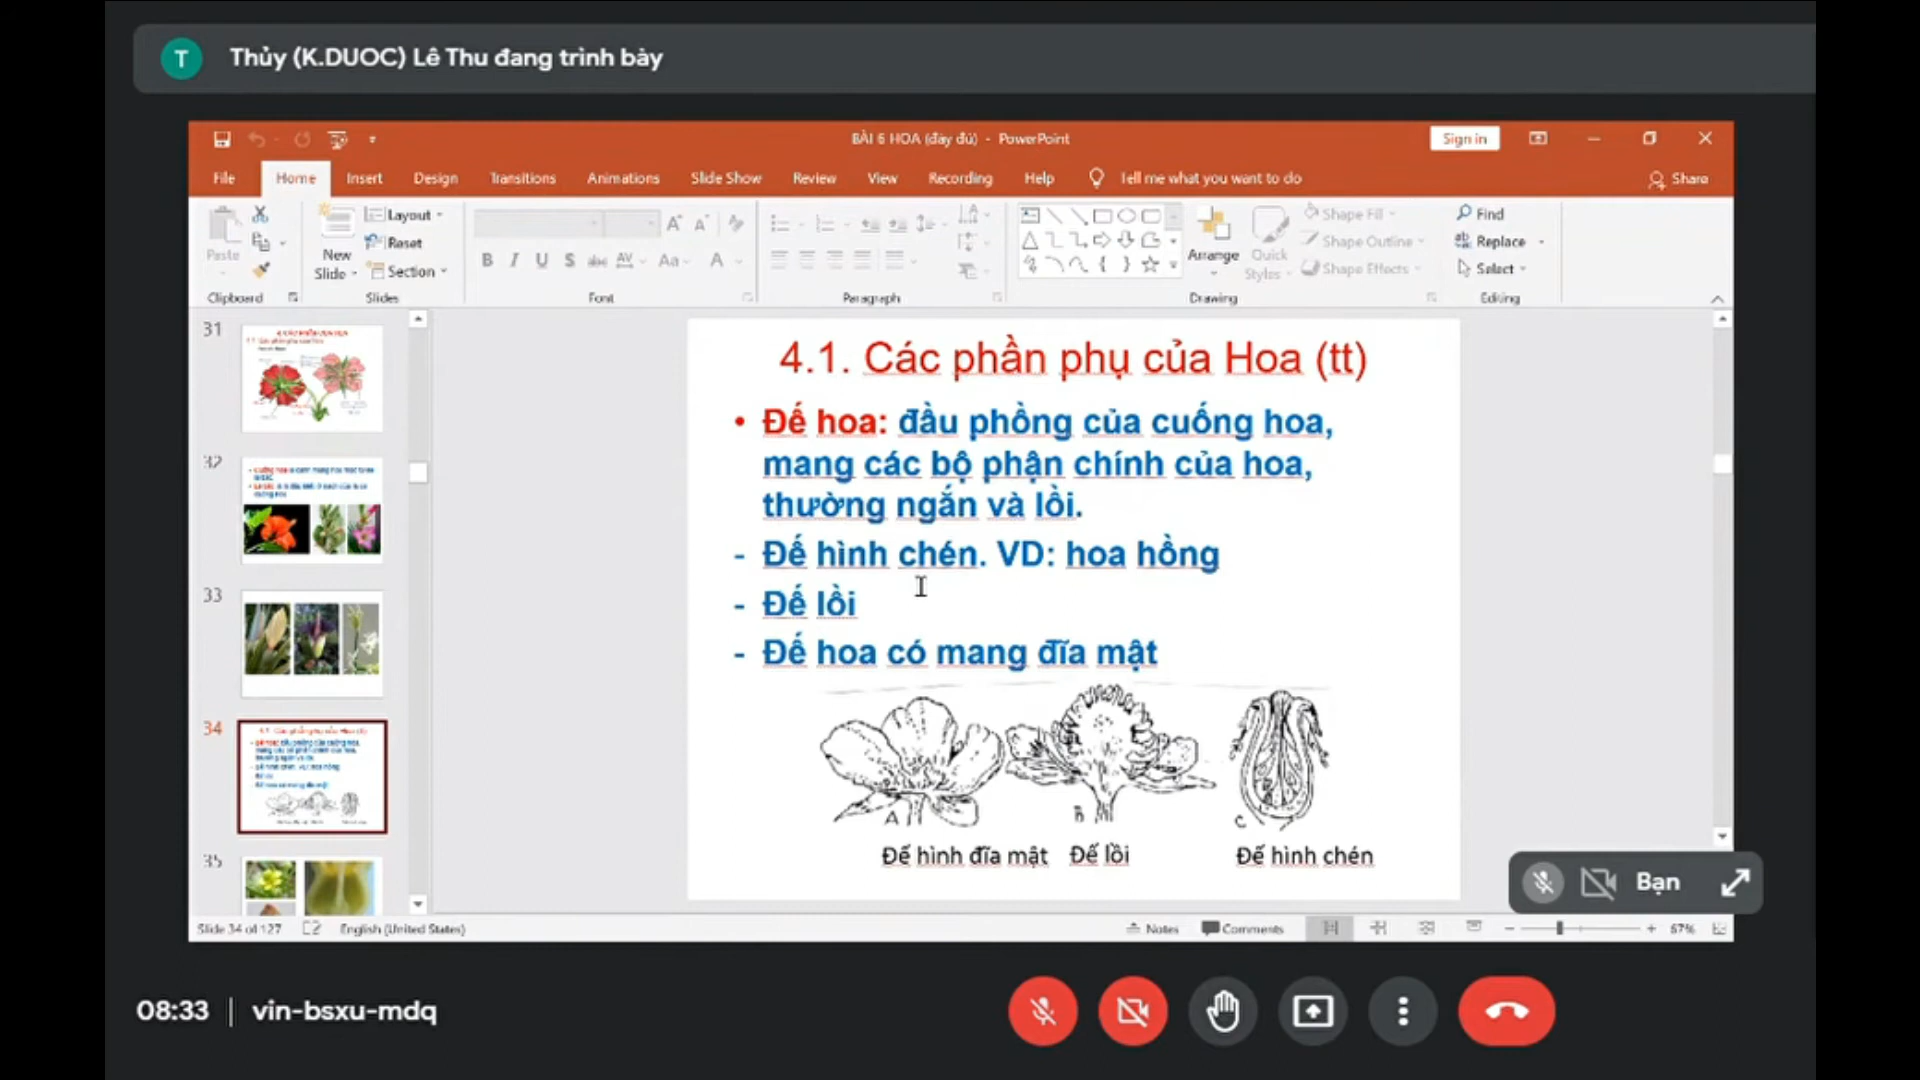 T
Thủy (K.DUOC) Lê Thu đang trình bày
BÀI 6 HOA (đầy đủ) - PowerPoint
Sign in
File Home Insert Design Transitions Animations Slide Show Review View Recording Help Tell me what you want to do
Share
Paste
Clipboard
New Slide
Layout
Reset
Section
Slides
B I U S abc AV Aa A
Font
Paragraph
Arrange
Quick Styles
Shape Fill
Shape Outline
Shape Effects
Drawing
Find
Replace
Select
Editing
31
32
33
34
35
4.1. Các phần phụ của Hoa (tt)
• Đế hoa: đầu phồng của cuống hoa,
mang các bộ phận chính của hoa,
thường ngắn và lồi.
- Đế hình chén. VD: hoa hồng
- Đế lồi
- Đế hoa có mang đĩa mật
A
B
C
Đế hình đĩa mật Đế lồi Đế hình chén
Bạn
Slide 34 of 127 English (United States)
Notes Comments 67%
08:33 | vin-bsxu-mdq